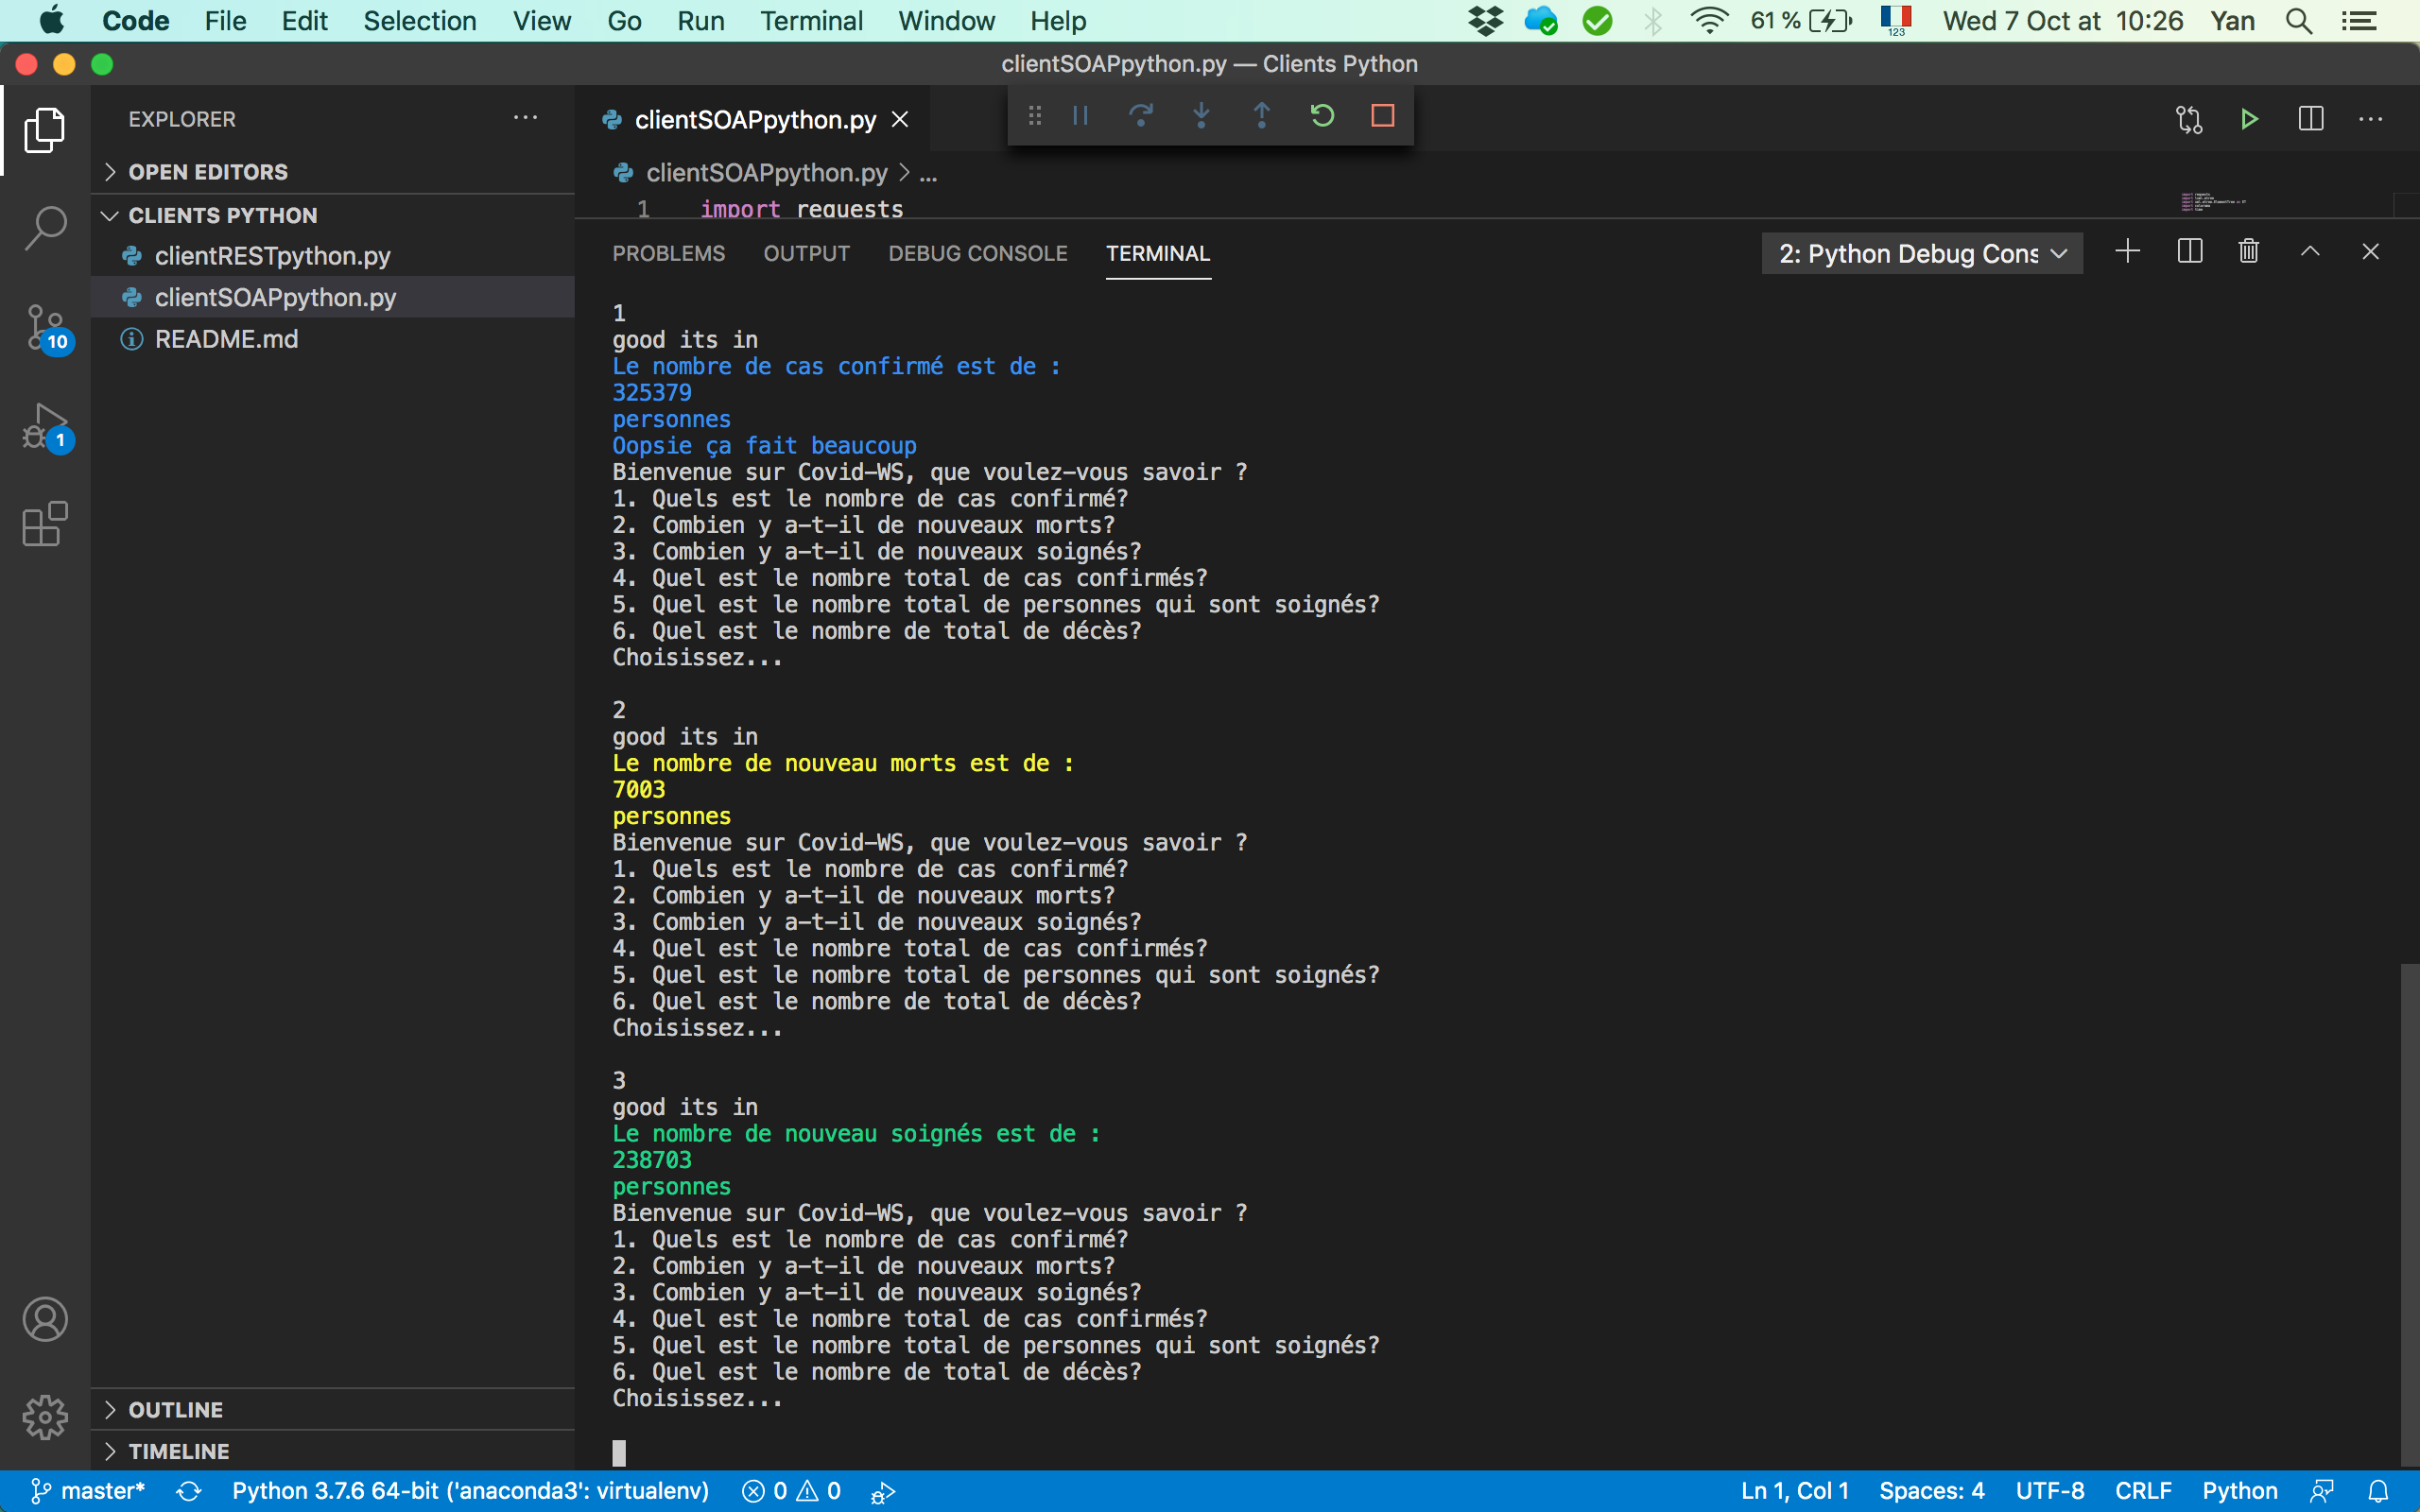 Code File Edit Selection View Go Run Terminal Window Help 61 % 123 Wed 7 Oct at 10:26 Yan
clientSOAPpython.py — Clients Python
EXPLORER
OPEN EDITORS
CLIENTS PYTHON
clientRESTpython.py
clientSOAPpython.py
README.md
10
1
OUTLINE
TIMELINE
clientSOAPpython.py
clientSOAPpython.py > ...
1 import requests
PROBLEMS OUTPUT DEBUG CONSOLE TERMINAL 2: Python Debug Cons
1
good its in
Le nombre de cas confirmé est de :
325379
personnes
Oopsie ça fait beaucoup
Bienvenue sur Covid-WS, que voulez-vous savoir ?
1. Quels est le nombre de cas confirmé?
2. Combien y a-t-il de nouveaux morts?
3. Combien y a-t-il de nouveaux soignés?
4. Quel est le nombre total de cas confirmés?
5. Quel est le nombre total de personnes qui sont soignés?
6. Quel est le nombre de total de décès?
Choisissez...
2
good its in
Le nombre de nouveau morts est de :
7003
personnes
Bienvenue sur Covid-WS, que voulez-vous savoir ?
1. Quels est le nombre de cas confirmé?
2. Combien y a-t-il de nouveaux morts?
3. Combien y a-t-il de nouveaux soignés?
4. Quel est le nombre total de cas confirmés?
5. Quel est le nombre total de personnes qui sont soignés?
6. Quel est le nombre de total de décès?
Choisissez...
3
good its in
Le nombre de nouveau soignés est de :
238703
personnes
Bienvenue sur Covid-WS, que voulez-vous savoir ?
1. Quels est le nombre de cas confirmé?
2. Combien y a-t-il de nouveaux morts?
3. Combien y a-t-il de nouveaux soignés?
4. Quel est le nombre total de cas confirmés?
5. Quel est le nombre total de personnes qui sont soignés?
6. Quel est le nombre de total de décès?
Choisissez...
master* Python 3.7.6 64-bit ('anaconda3': virtualenv) 0 0 Ln 1, Col 1 Spaces: 4 UTF-8 CRLF Python